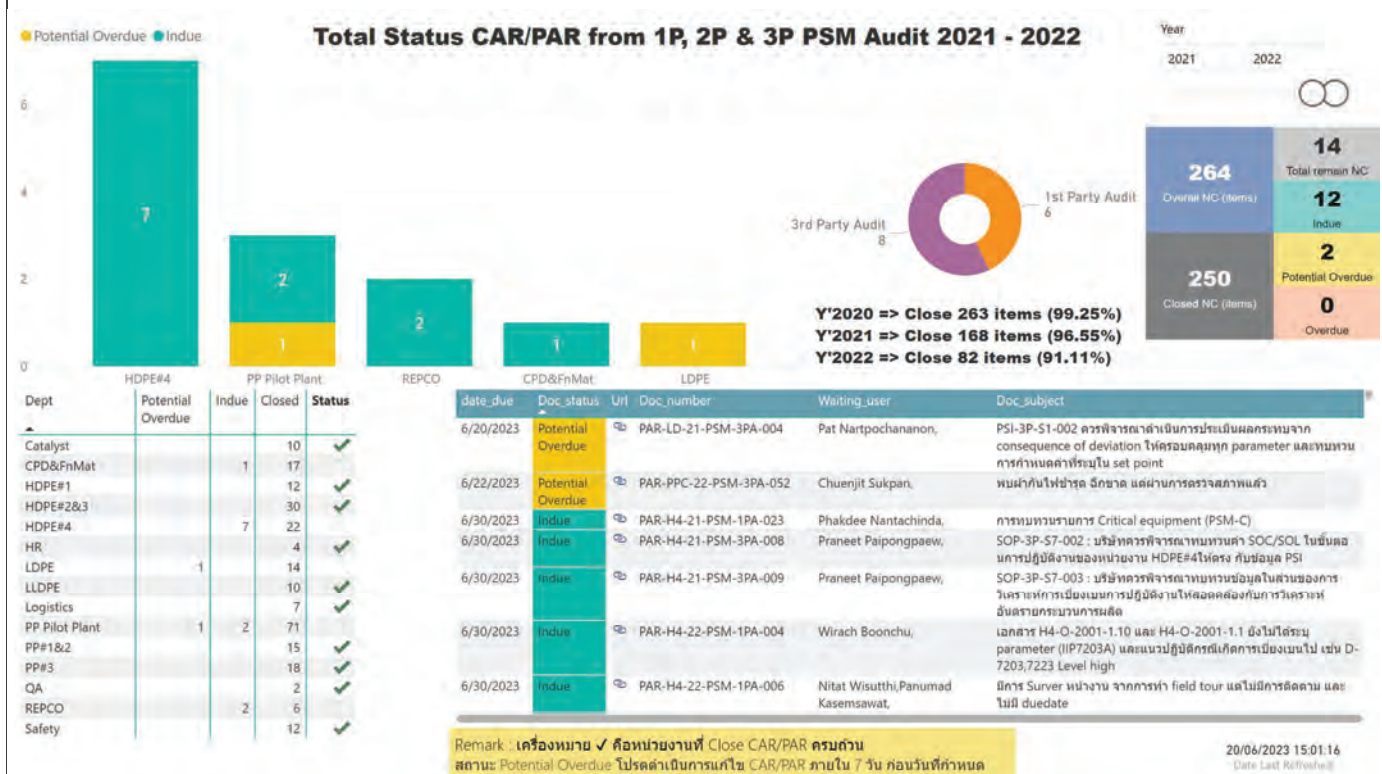 Potential Overdue Indue
Total Status CAR/PAR from 1P, 2P & 3P PSM Audit 2021 - 2022
Year
2021 2022
6
4
2
0
7
2
1
2
1
1
HDPE#4 PP Pilot Plant REPCO CPD&FnMat LDPE
1st Party Audit
6
3rd Party Audit
8
264
Overall NC (items)
250
Closed NC (items)
14
Total remain NC
12
Indue
2
Potential Overdue
0
Overdue
Y'2020 => Close 263 items (99.25%)
Y'2021 => Close 168 items (96.55%)
Y'2022 => Close 82 items (91.11%)
Dept Potential Overdue Indue Closed Status
Catalyst 10 ✔
CPD&FnMat 1 17
HDPE#1 12 ✔
HDPE#2&3 30 ✔
HDPE#4 7 22
HR 4 ✔
LDPE 1 14
LLDPE 10 ✔
Logistics 7 ✔
PP Pilot Plant 1 2 71
PP#1&2 15 ✔
PP#3 18 ✔
QA 2 ✔
REPCO 2 6
Safety 12 ✔
date_due Doc_status Url Doc_number Waiting_user Doc_subject
6/20/2023 Potential Overdue PAR-LD-21-PSM-3PA-004 Pat Nartpochananon, PSI-3P-S1-002 ควรพิจารณาดำเนินการประเมินผลกระทบจาก
consequence of deviation ให้ครอบคลุมทุก parameter และทบทวน
การกำหนดค่าที่ระบุใน set point
6/22/2023 Potential Overdue PAR-PPC-22-PSM-3PA-052 Chuenjit Sukpan, พบผ้ากันไฟชำรุด ฉีกขาด แต่ผ่านการตรวจสภาพแล้ว
6/30/2023 Indue PAR-H4-21-PSM-1PA-023 Phakdee Nantachinda, การทบทวนรายการ Critical equipment (PSM-C)
6/30/2023 Indue PAR-H4-21-PSM-3PA-008 Praneet Paipongpaew, SOP-3P-S7-002 : บริษัทควรพิจารณาทบทวนค่า SOC/SOL ในขั้นตอ
นการปฏิบัติงานของหน่วยงาน HDPE#4ให้ตรง กับข้อมูล PSI
6/30/2023 Indue PAR-H4-21-PSM-3PA-009 Praneet Paipongpaew, SOP-3P-S7-003 : บริษัทควรพิจารณาทบทวนข้อมูลในส่วนของการ
วิเคราะห์การเบี่ยงเบนการปฏิบัติงานให้สอดคล้องกับการวิเคราะห์
อันตรายกระบวนการผลิต
6/30/2023 Indue PAR-H4-22-PSM-1PA-004 Wirach Boonchu, เอกสาร H4-O-2001-1.10 และ H4-O-2001-1.1 ยังไม่ได้ระบุ
parameter (IIP7203A) และแนวปฏิบัติกรณีเกิดการเบี่ยงเบนไป เช่น D-
7203,7223 Level high
6/30/2023 Indue PAR-H4-22-PSM-1PA-006 Nitat Wisutthi,Panumad Kasemsawat, มีการ Surver หน้างาน จากการทำ field tour แต่ไม่มีการติดตาม และ
ไม่มี duedate
Remark : เครื่องหมาย ✓ คือหน่วยงานที่ Close CAR/PAR ครบถ้วน
สถานะ Potential Overdue โปรดดำเนินการแก้ไข CAR/PAR ภายใน 7 วัน ก่อนวันที่กำหนด
20/06/2023 15:01:16
Date Last Refreshed